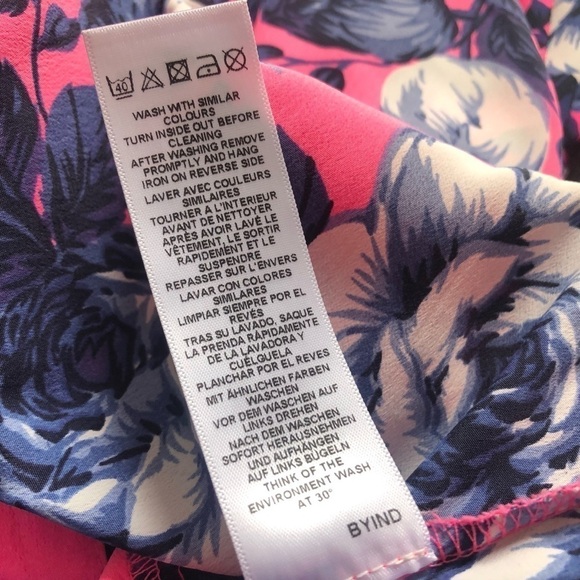 40
WASH WITH SIMILAR
COLOURS
TURN INSIDE OUT BEFORE
CLEANING
AFTER WASHING REMOVE
PROMPTLY AND HANG
IRON ON REVERSE SIDE
LAVER AVEC COULEURS
SIMILAIRES
TOURNER A L'INTERIEUR
AVANT DE NETTOYER
APRÈS AVOIR LAVÉ LE
VÊTEMENT, LE SORTIR
RAPIDEMENT ET LE
SUSPENDRE
REPASSER SUR L'ENVERS
LAVAR CON COLORES
SIMILARES
LIMPIAR SIEMPRE POR EL
REVÉS
TRAS SU LAVADO, SAQUE
LA PRENDA RÁPIDAMENTE
DE LA LAVADORA Y
CUÉLGUELA
PLANCHAR POR EL REVES
MIT ÄHNLICHEN FARBEN
WASCHEN
VOR DEM WASCHEN AUF
LINKS DREHEN
NACH DEM WASCHEN
SOFORT HERAUSNEHMEN
UND AUFHÄNGEN
AUF LINKS BÜGELN
THINK OF THE
ENVIRONMENT WASH
AT 30°
BYIND